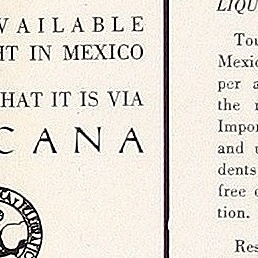 VAILABLE
HT IN MEXICO
HAT IT IS VIA
CANA
LIQU
Tou
Mexic
per a
the r
Impor
and u
dents
free o
tion.
Res